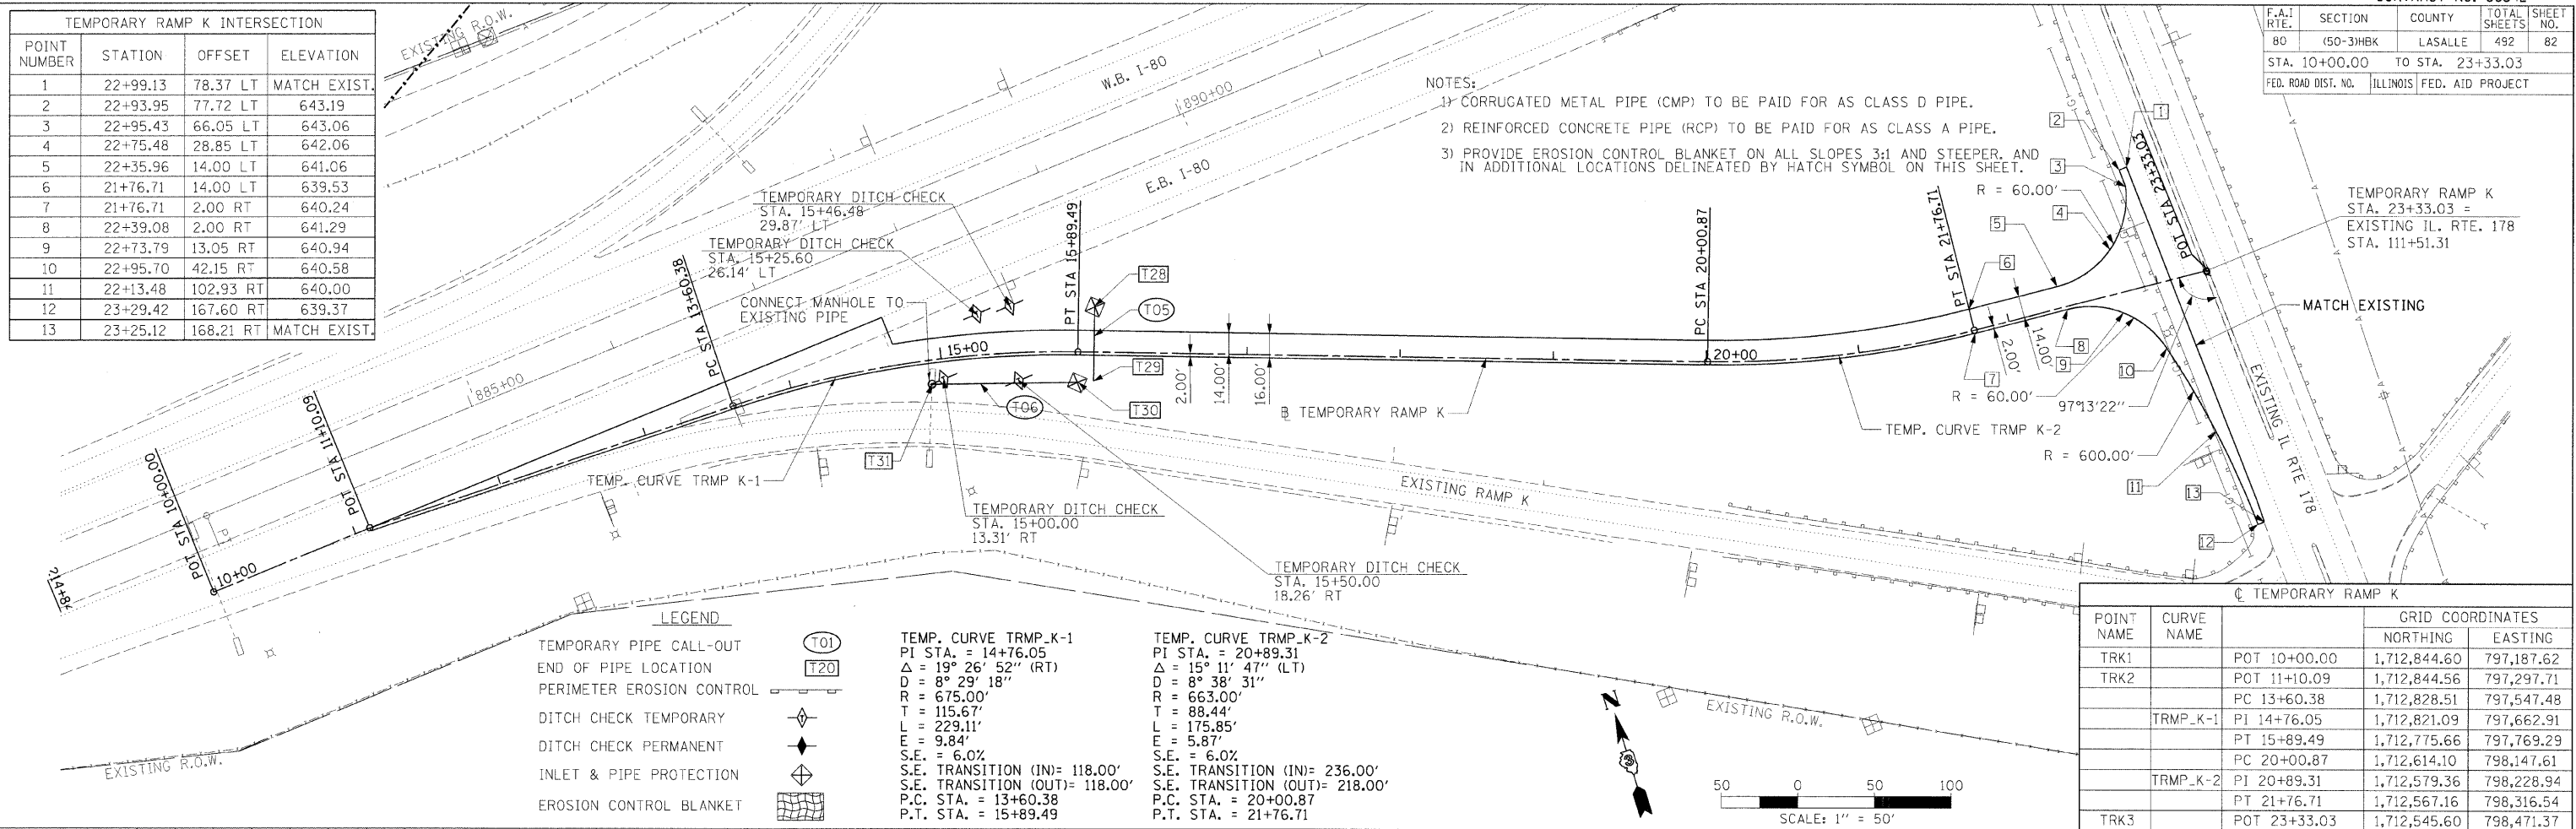 TEMPORARY RAMP K INTERSECTION
POINT NUMBER STATION OFFSET ELEVATION
1 22+99.13 78.37 LT MATCH EXIST.
2 22+93.95 77.72 LT 643.19
3 22+95.43 66.05 LT 643.06
4 22+75.48 28.85 LT 642.06
5 22+35.96 14.00 LT 641.06
6 21+76.71 14.00 LT 639.53
7 21+76.71 2.00 RT 640.24
8 22+39.08 2.00 RT 641.29
9 22+73.79 13.05 RT 640.94
10 22+95.70 42.15 RT 640.58
11 22+13.48 102.93 RT 640.00
12 23+29.42 167.60 RT 639.37
13 23+25.12 168.21 RT MATCH EXIST.
F.A.I RTE. SECTION COUNTY TOTAL SHEETS SHEET NO.
80 (50-3)HBK LASALLE 492 82
STA. 10+00.00 TO STA. 23+33.03
FED. ROAD DIST. NO. ILLINOIS FED. AID PROJECT
NOTES:
1) CORRUGATED METAL PIPE (CMP) TO BE PAID FOR AS CLASS D PIPE.
2) REINFORCED CONCRETE PIPE (RCP) TO BE PAID FOR AS CLASS A PIPE.
3) PROVIDE EROSION CONTROL BLANKET ON ALL SLOPES 3:1 AND STEEPER. AND
IN ADDITIONAL LOCATIONS DELINEATED BY HATCH SYMBOL ON THIS SHEET.
EXISTING R.O.W.
W.B. I-80
890+00
E.B. I-80
885+00
TEMPORARY DITCH CHECK
STA. 15+46.48
29.87' LT
TEMPORARY DITCH CHECK
STA. 15+25.60
26.14' LT
CONNECT MANHOLE TO
EXISTING PIPE
POT STA 10+00.00
10+00
POT STA 11+10.09
PC STA 13+60.38
15+00
PT STA 15+89.49
T28
T05
T29
T30
T06
T31
2.00'
14.00'
16.00'
PC STA 20+00.87
20+00
PT STA 21+76.71
POT STA 23+33.03
1
2
3
R = 60.00'
4
5
6
7
2.00'
14.00'
8
9
10
R = 60.00'
97°13'22"
R = 600.00'
11
13
12
TEMPORARY RAMP K
STA. 23+33.03 =
EXISTING IL. RTE. 178
STA. 111+51.31
MATCH EXISTING
EXISTING IL RTE 178
℄ TEMPORARY RAMP K
TEMP. CURVE TRMP K-2
TEMP. CURVE TRMP K-1
EXISTING RAMP K
TEMPORARY DITCH CHECK
STA. 15+00.00
13.31' RT
TEMPORARY DITCH CHECK
STA. 15+50.00
18.26' RT
EXISTING R.O.W.
EXISTING R.O.W.
LEGEND
TEMPORARY PIPE CALL-OUT T01
END OF PIPE LOCATION T20
PERIMETER EROSION CONTROL
DITCH CHECK TEMPORARY
DITCH CHECK PERMANENT
INLET & PIPE PROTECTION
EROSION CONTROL BLANKET
TEMP. CURVE TRMP_K-1
PI STA. = 14+76.05
Δ = 19° 26' 52" (RT)
D = 8° 29' 18"
R = 675.00'
T = 115.67'
L = 229.11'
E = 9.84'
S.E. = 6.0%
S.E. TRANSITION (IN)= 118.00'
S.E. TRANSITION (OUT)= 118.00'
P.C. STA. = 13+60.38
P.T. STA. = 15+89.49
TEMP. CURVE TRMP_K-2
PI STA. = 20+89.31
Δ = 15° 11' 47" (LT)
D = 8° 38' 31"
R = 663.00'
T = 88.44'
L = 175.85'
E = 5.87'
S.E. = 6.0%
S.E. TRANSITION (IN)= 236.00'
S.E. TRANSITION (OUT)= 218.00'
P.C. STA. = 20+00.87
P.T. STA. = 21+76.71
N
3
50 0 50 100
SCALE: 1" = 50'
℄ TEMPORARY RAMP K
POINT NAME CURVE NAME GRID COORDINATES
NORTHING EASTING
TRK1 POT 10+00.00 1,712,844.60 797,187.62
TRK2 POT 11+10.09 1,712,844.56 797,297.71
PC 13+60.38 1,712,828.51 797,547.48
TRMP_K-1 PI 14+76.05 1,712,821.09 797,662.91
PT 15+89.49 1,712,775.66 797,769.29
PC 20+00.87 1,712,614.10 798,147.61
TRMP_K-2 PI 20+89.31 1,712,579.36 798,228.94
PT 21+76.71 1,712,567.16 798,316.54
TRK3 POT 23+33.03 1,712,545.60 798,471.37